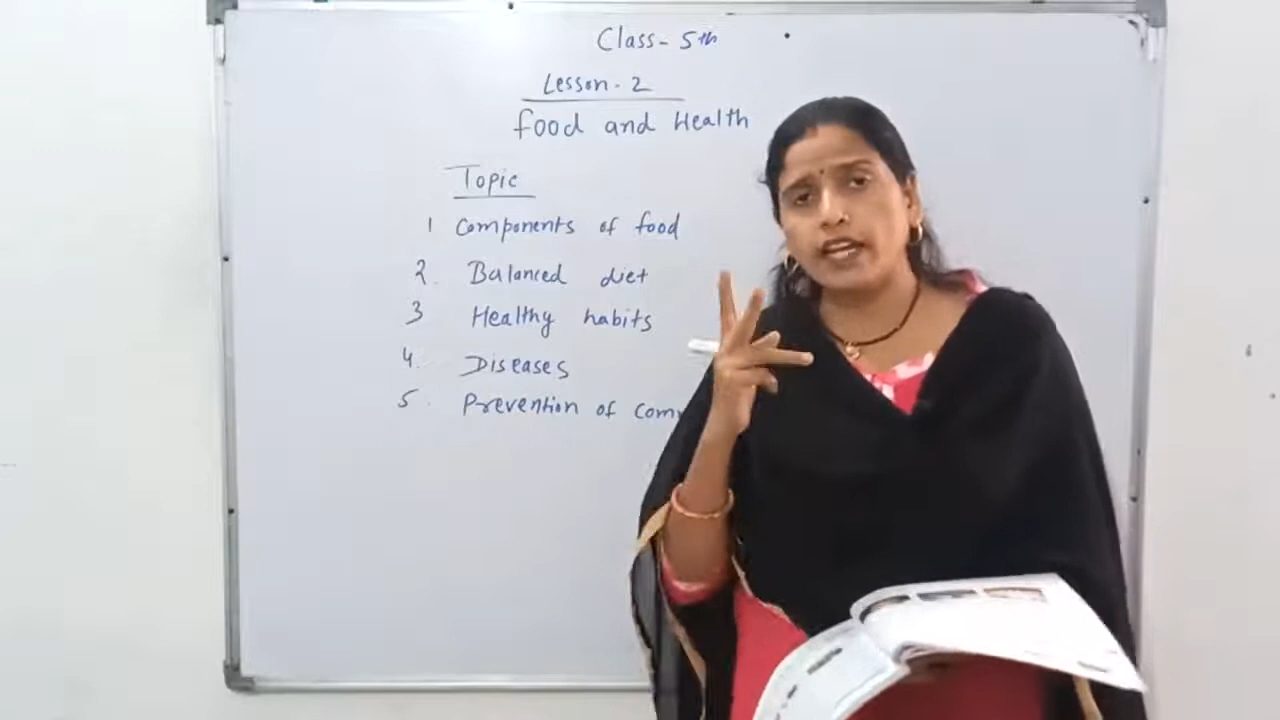 Class- 5th
Lesson- 2
Food and Health
Topic
1 Components of food
2. Balanced diet
3 Healthy habits
4. Diseases
5. Prevention of